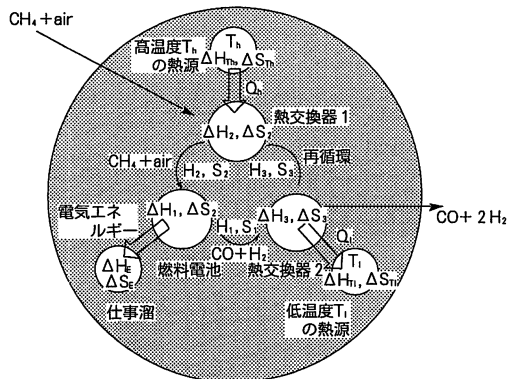 CH₄+air
高温度Tₕ
の熱源
Tₕ
ΔH_Th, ΔS_Th
Qₕ
熱交換器1
ΔH₂, ΔS₂
CH₄+air
H₂, S₂
H₃, S₃
再循環
電気エネ
ルギー
ΔH₁, ΔS₂
H₁, S₁
ΔH₃, ΔS₃
CO+2H₂
CO+H₂
燃料電池
熱交換器2
Qₗ
ΔH_E
ΔS_E
仕事溜
Tₗ
ΔH_Tl, ΔS_Tl
低温度Tₗ
の熱源